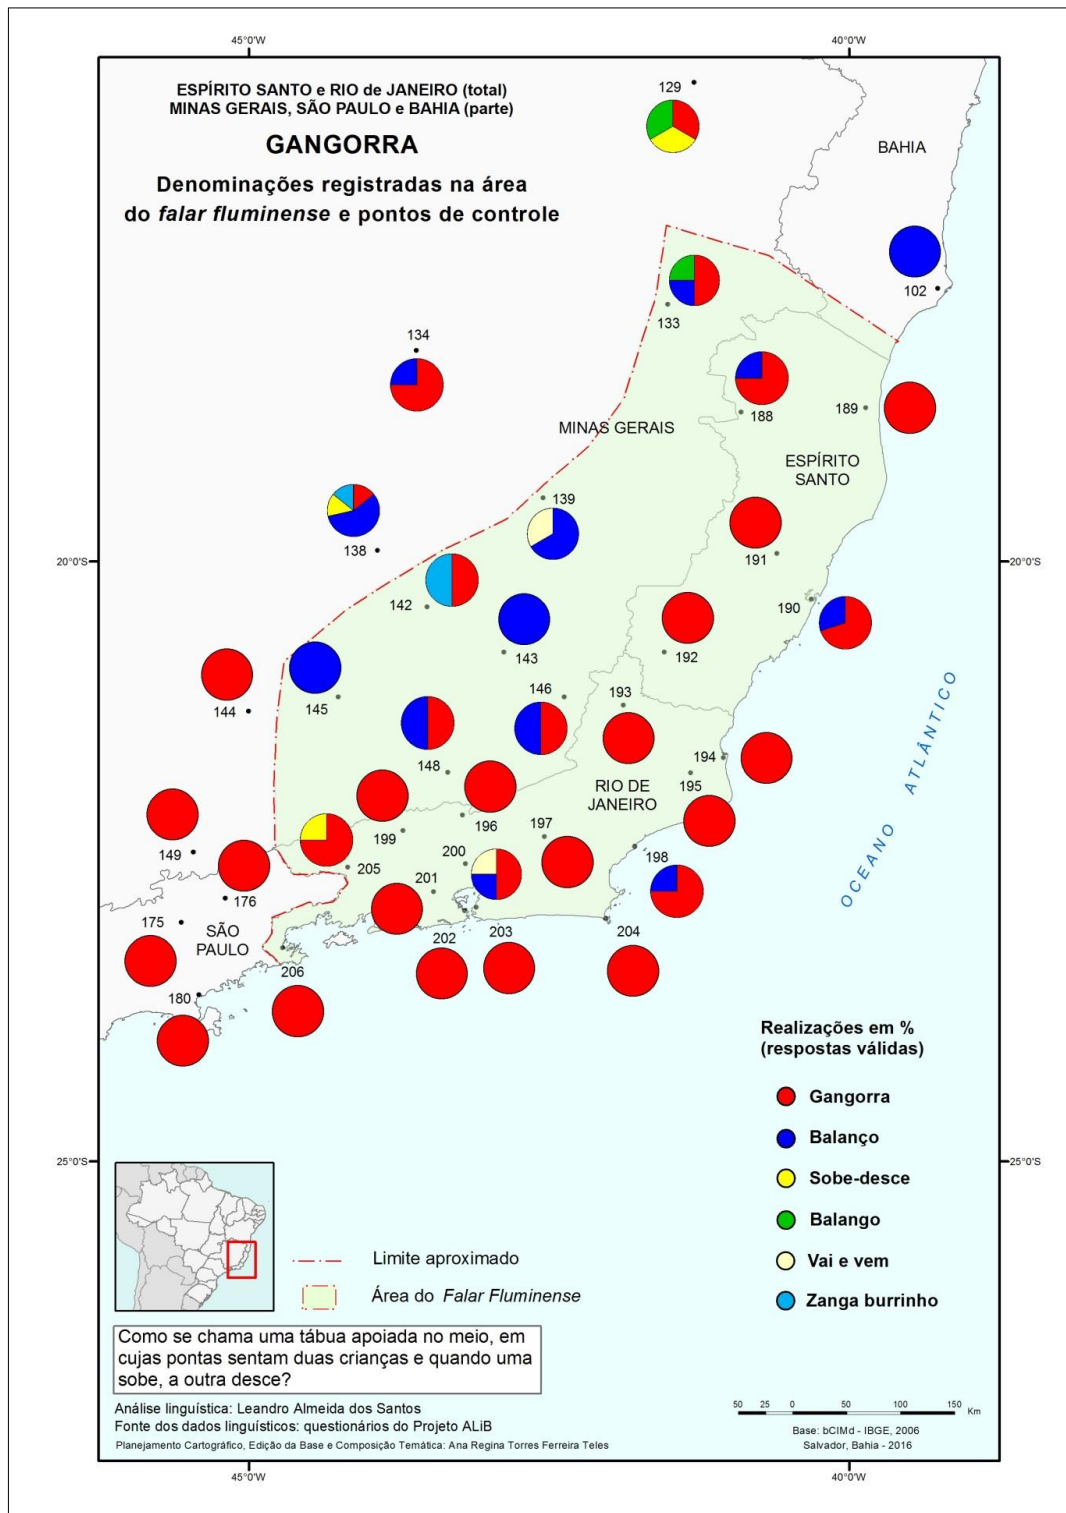 45°0'W
40°0'W
ESPÍRITO SANTO e RIO de JANEIRO (total)
MINAS GERAIS, SÃO PAULO e BAHIA (parte)
GANGORRA
Denominações registradas na área
do falar fluminense e pontos de controle
129
BAHIA
102
133
134
188
189
MINAS GERAIS
ESPÍRITO
SANTO
139
138
20°0'S
20°0'S
191
142
190
143
192
144
145
146
193
194
148
195
RIO DE
JANEIRO
196
199
197
149
198
200
205
201
176
175
SÃO
PAULO
202
203
204
206
180
OCEANO ATLÂNTICO
Realizações em %
(respostas válidas)
Gangorra
Balanço
Sobe-desce
Balango
Vai e vem
Zanga burrinho
25°0'S
25°0'S
Limite aproximado
Área do Falar Fluminense
Como se chama uma tábua apoiada no meio, em
cujas pontas sentam duas crianças e quando uma
sobe, a outra desce?
Análise linguística: Leandro Almeida dos Santos
Fonte dos dados linguísticos: questionários do Projeto ALiB
Planejamento Cartográfico, Edição da Base e Composição Temática: Ana Regina Torres Ferreira Teles
50 25 0 50 100 150
Km
Base: bCIMd - IBGE, 2006
Salvador, Bahia - 2016
45°0'W
40°0'W